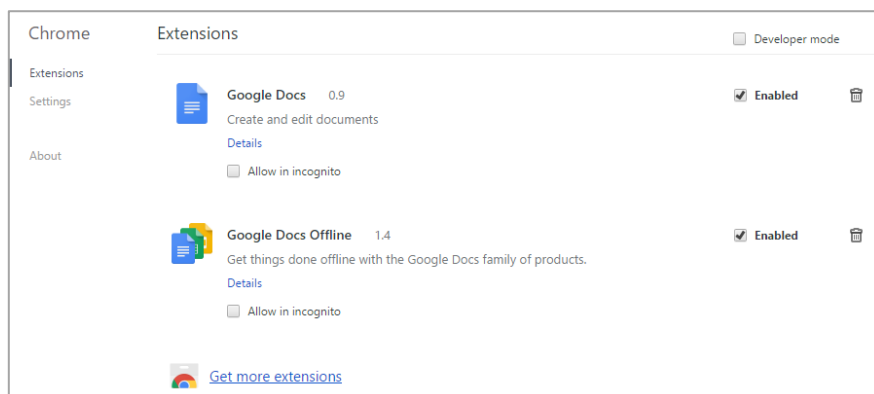 Chrome
Extensions
Developer mode
Extensions
Settings
About
Google Docs 0.9
Enabled
Create and edit documents
Details
Allow in incognito
Google Docs Offline 1.4
Enabled
Get things done offline with the Google Docs family of products.
Details
Allow in incognito
Get more extensions